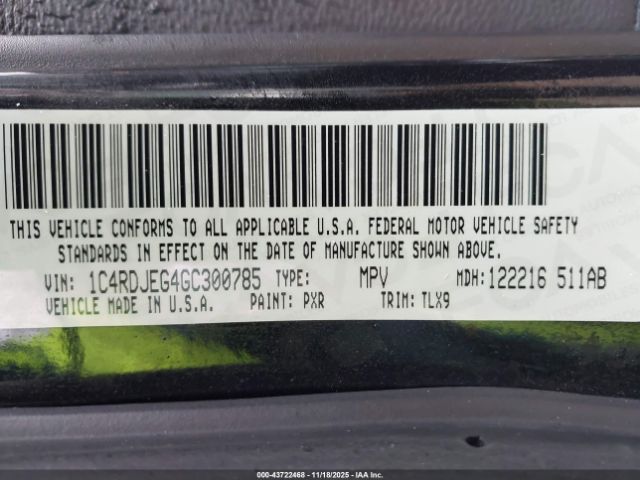 THIS VEHICLE CONFORMS TO ALL APPLICABLE U.S.A. FEDERAL MOTOR VEHICLE SAFETY
STANDARDS IN EFFECT ON THE DATE OF MANUFACTURE SHOWN ABOVE.
VIN: 1C4RDJEG4GC300785 TYPE: MPV MDH:122216 511AB
VEHICLE MADE IN U.S.A. PAINT: PXR TRIM: TLX9
000-43722468 - 11/18/2025 - IAAI.com